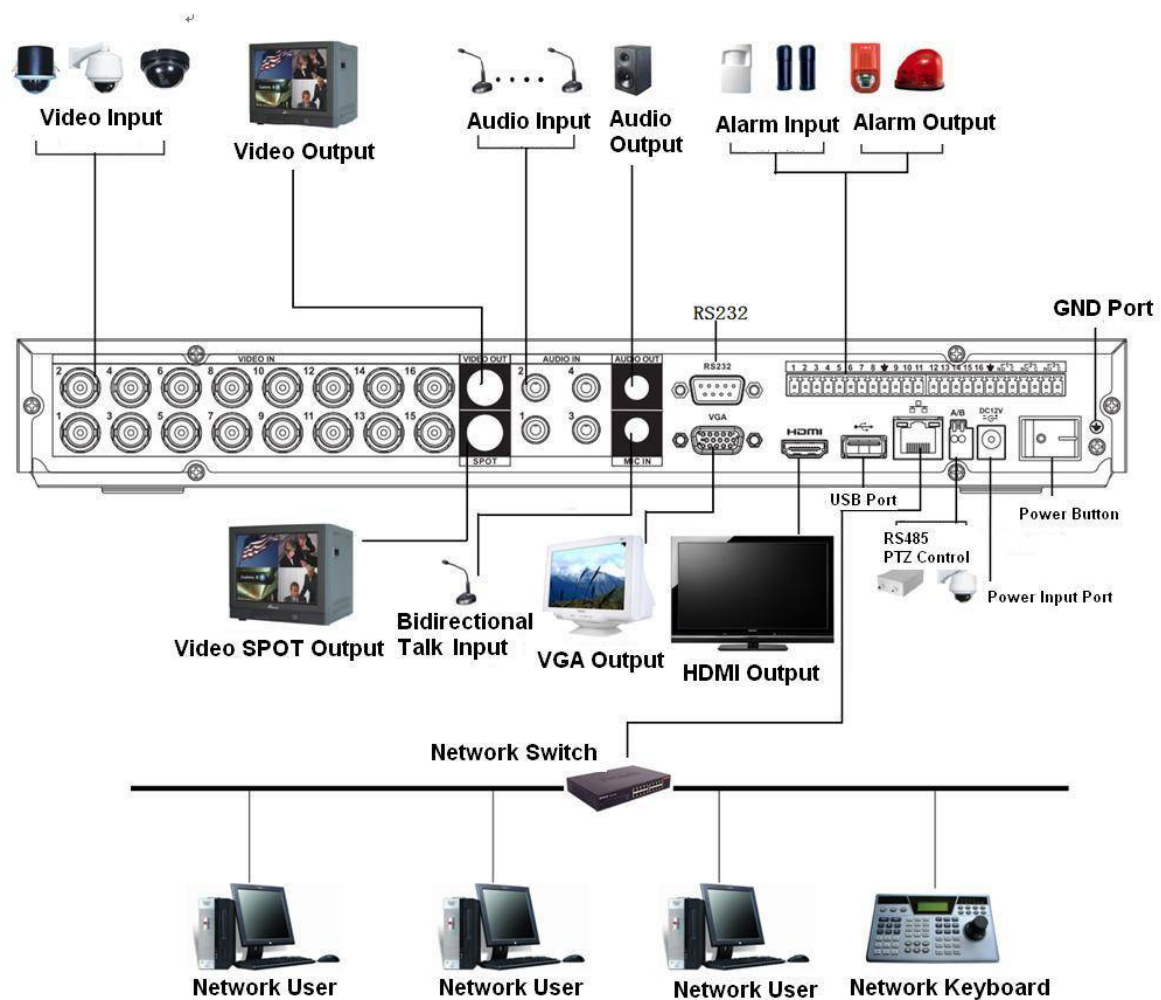 Video Input
Video Output
Audio Input
Audio
Output
Alarm Input
Alarm Output
RS232
GND Port
VIDEO IN
VIDEO OUT
AUDIO IN
AUDIO OUT
RS232
1 2 3 4 5 6 7 8 9 10 11 12 13 14 15 16
2 4 6 8 10 12 14 16
2 4
1 3 5 7 9 11 13 15
1 3
VGA
HDMI
A/B
DC12V
SPOT
MIC IN
USB Port
Power Button
RS485
PTZ Control
Power Input Port
Video SPOT Output
Bidirectional
Talk Input
VGA Output
HDMI Output
Network Switch
Network User
Network User
Network User
Network Keyboard